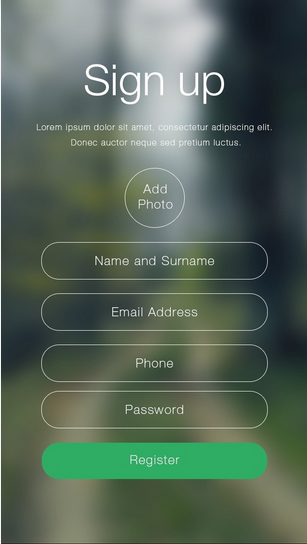 Sign up
Lorem ipsum dolor sit amet, consectetur adipiscing elit.
Donec auctor neque sed pretium luctus.
Add
Photo
Name and Surname
Email Address
Phone
Password
Register